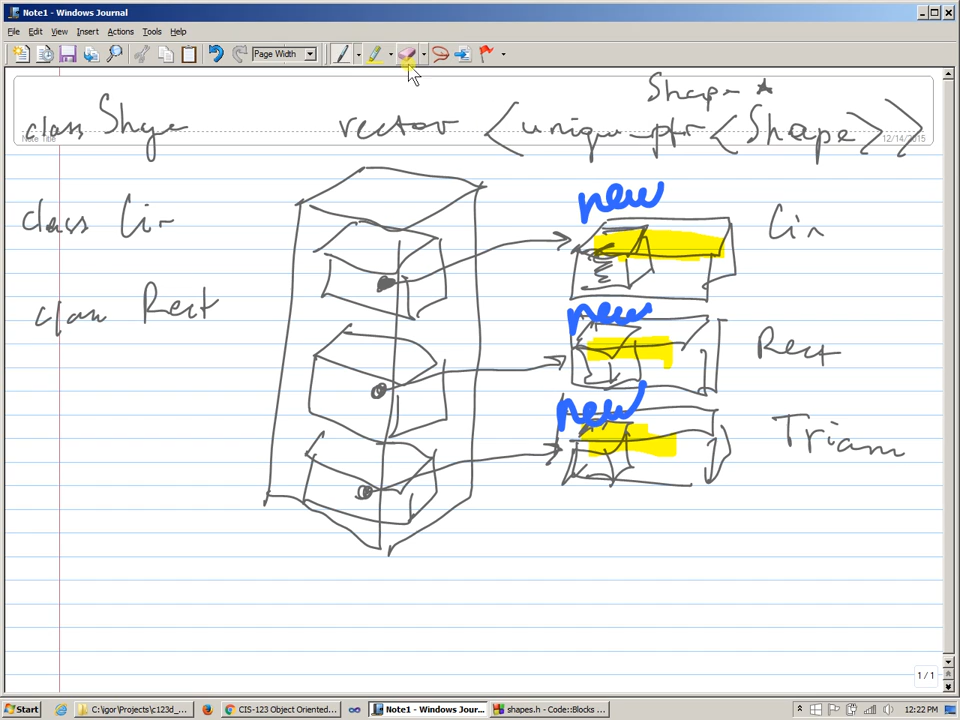 Note1 - Windows Journal
File Edit View Insert Actions Tools Help
Page Width
Shape *
class Shape vector < unique_ptr < Shape >>
Note Title 12/14/2015
new
class Cir Cir
new
class Rect
Rect
new
Triam
1 / 1
Start C:\igor\Projects\c123d_... CIS-123 Object Oriented... Note1 - Windows Jour... shapes.h - Code::Blocks ... 12:22 PM